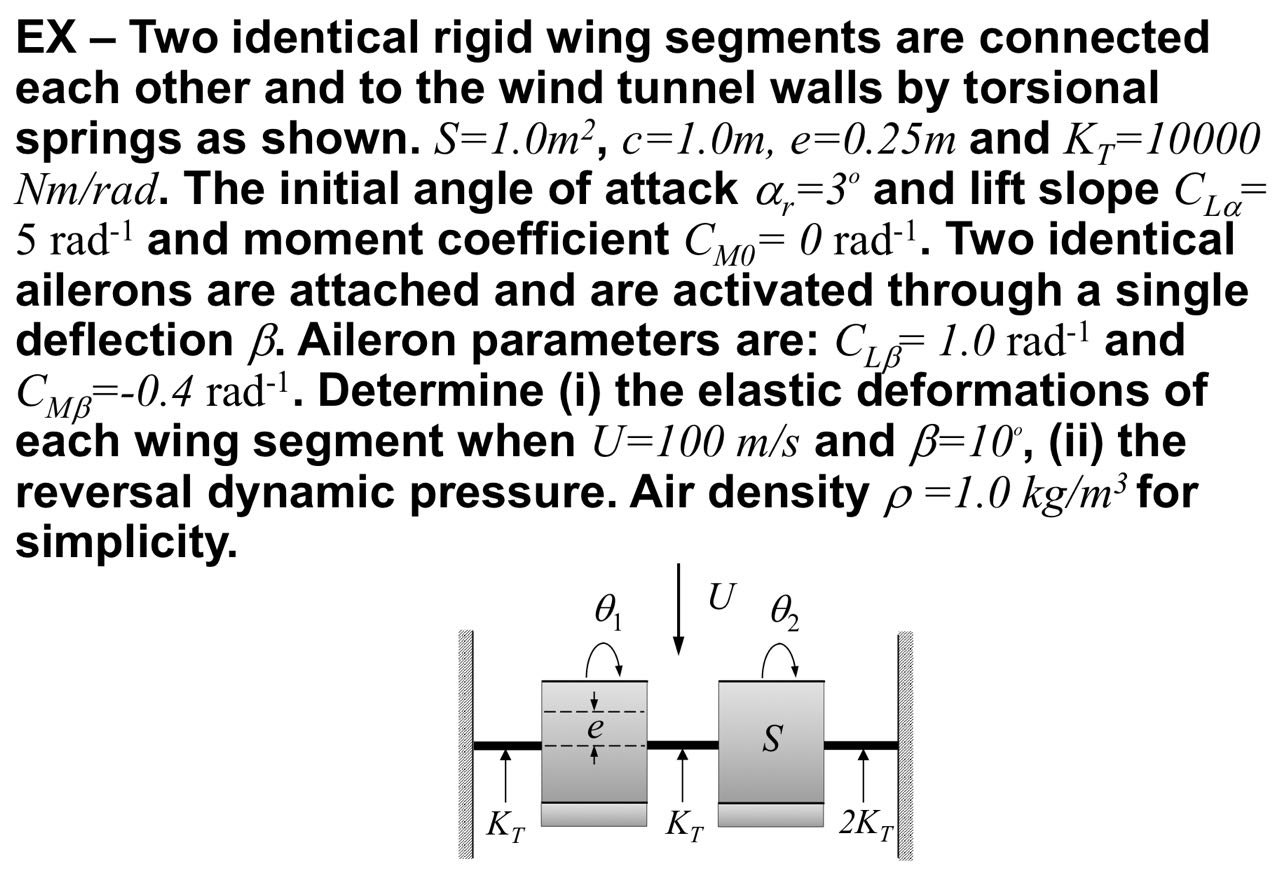 EX – Two identical rigid wing segments are connected
each other and to the wind tunnel walls by torsional
springs as shown. S=1.0m², c=1.0m, e=0.25m and K_T=10000
Nm/rad. The initial angle of attack α_r=3º and lift slope C_Lα=
5 rad⁻¹ and moment coefficient C_M0= 0 rad⁻¹. Two identical
ailerons are attached and are activated through a single
deflection β. Aileron parameters are: C_Lβ= 1.0 rad⁻¹ and
C_Mβ=-0.4 rad⁻¹. Determine (i) the elastic deformations of
each wing segment when U=100 m/s and β=10º, (ii) the
reversal dynamic pressure. Air density ρ =1.0 kg/m³ for
simplicity.
θ₁ U θ₂
e S
K_T K_T 2K_T